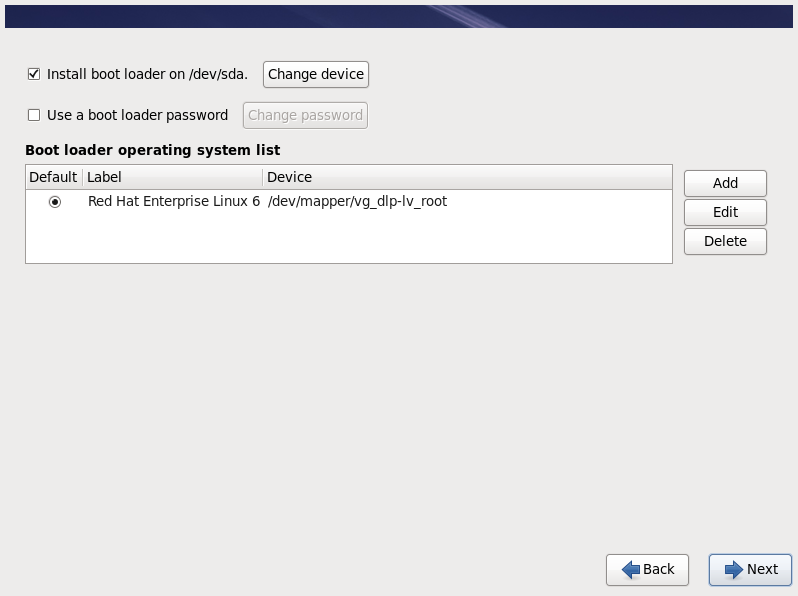 Install boot loader on /dev/sda. Change device
Use a boot loader password Change password
Boot loader operating system list
Default Label Device
Red Hat Enterprise Linux 6 /dev/mapper/vg_dlp-lv_root
Add
Edit
Delete
Back Next